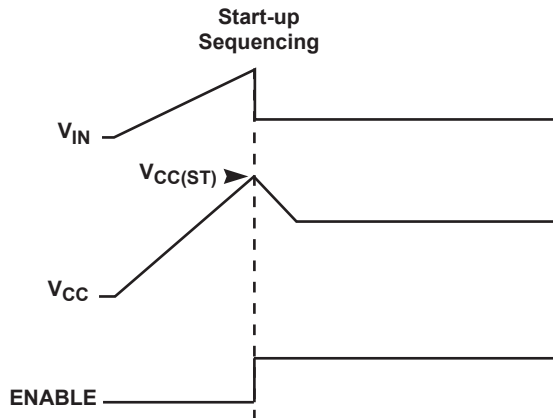 Start-up
Sequencing
VIN
VCC(ST)
VCC
ENABLE